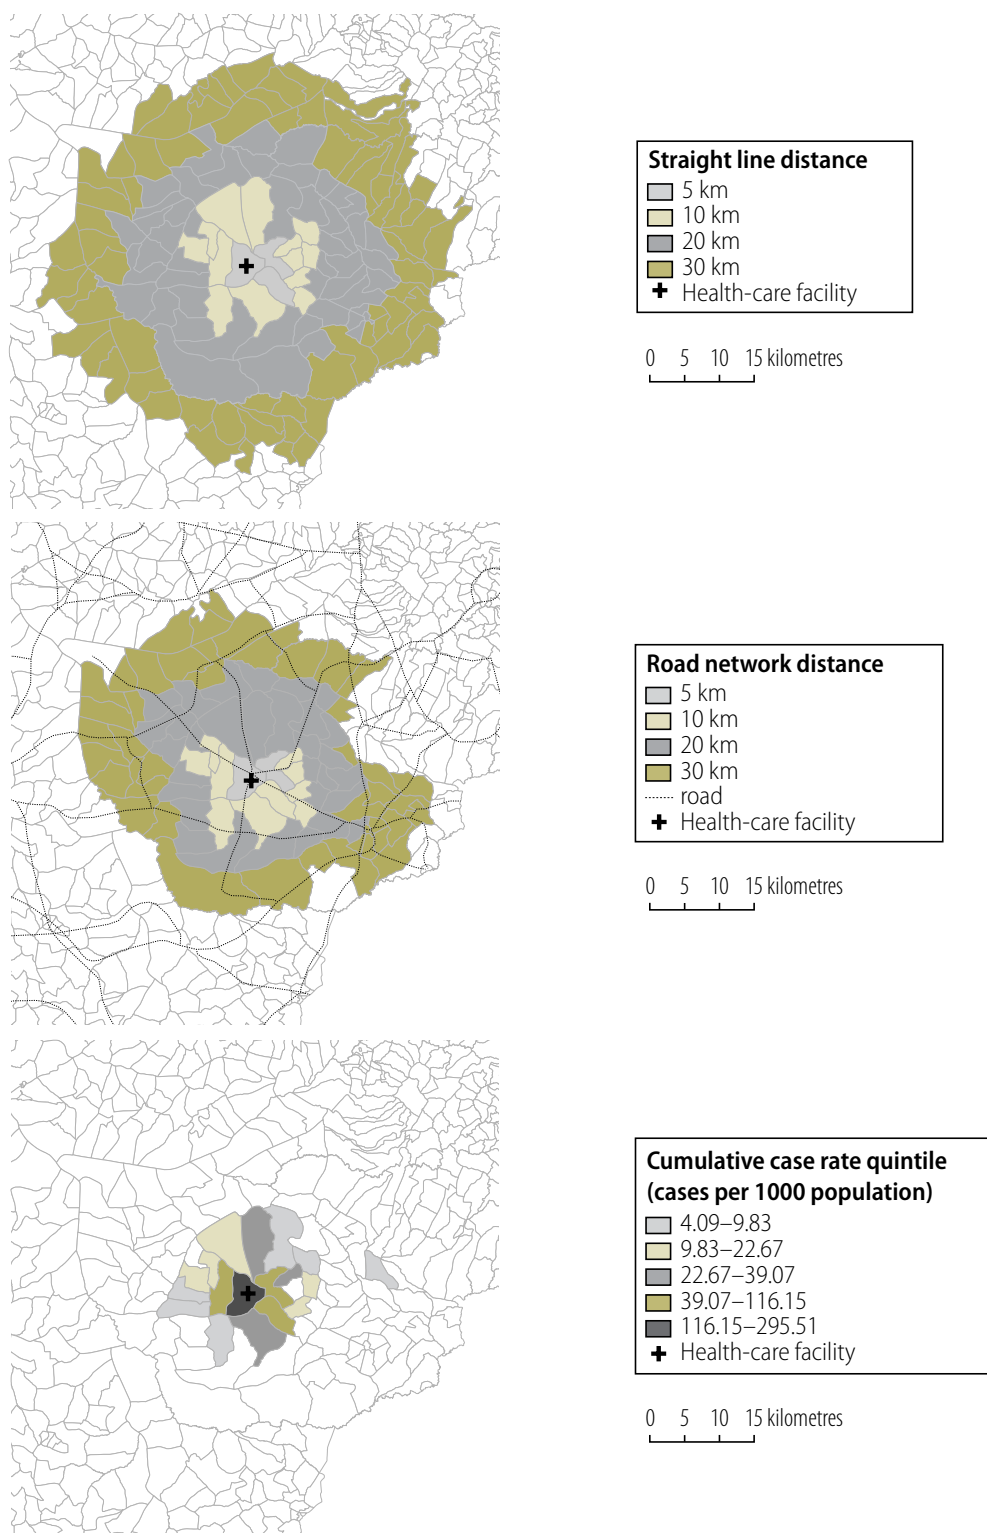 Straight line distance
5 km
10 km
20 km
30 km
Health-care facility
0 5 10 15 kilometres
Road network distance
5 km
10 km
20 km
30 km
road
Health-care facility
0 5 10 15 kilometres
Cumulative case rate quintile
(cases per 1000 population)
4.09–9.83
9.83–22.67
22.67–39.07
39.07–116.15
116.15–295.51
Health-care facility
0 5 10 15 kilometres